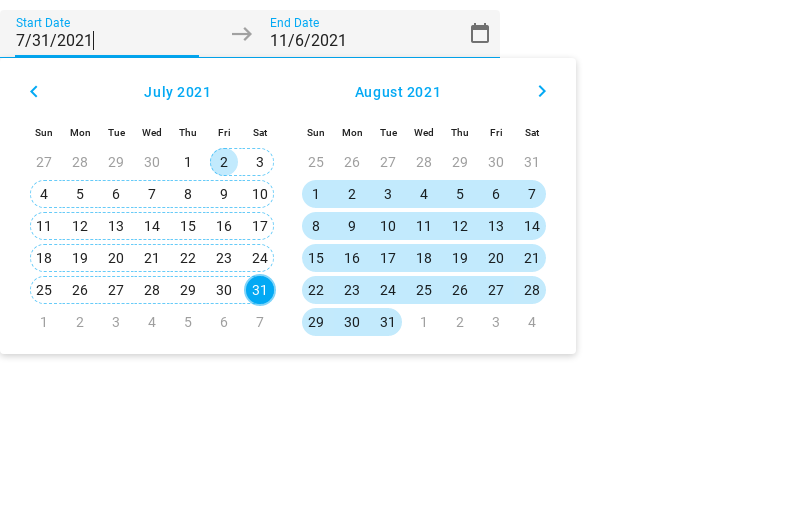 Start Date End Date
7/31/2021 11/6/2021
July 2021 August 2021
Sun Mon Tue Wed Thu Fri Sat Sun Mon Tue Wed Thu Fri Sat
27 28 29 30 1 2 3 25 26 27 28 29 30 31
4 5 6 7 8 9 10 1 2 3 4 5 6 7
11 12 13 14 15 16 17 8 9 10 11 12 13 14
18 19 20 21 22 23 24 15 16 17 18 19 20 21
25 26 27 28 29 30 31 22 23 24 25 26 27 28
1 2 3 4 5 6 7 29 30 31 1 2 3 4